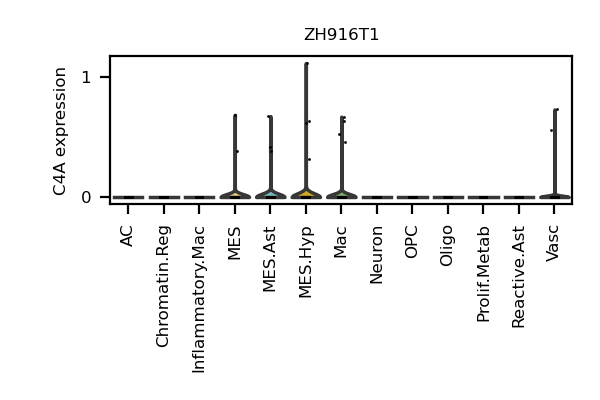 ZH916T1
C4A expression
1
0
AC
Chromatin.Reg
Inflammatory.Mac
MES
MES.Ast
MES.Hyp
Mac
Neuron
OPC
Oligo
Prolif.Metab
Reactive.Ast
Vasc